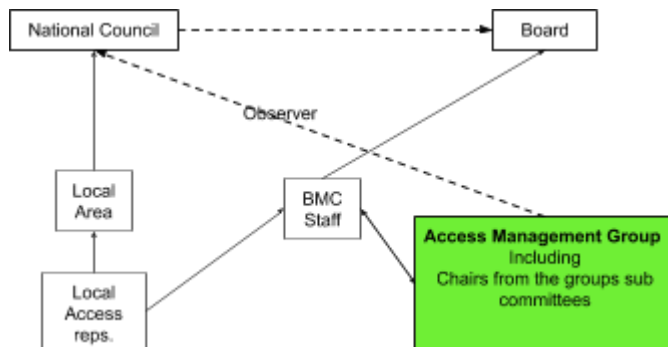 National Council
Board
Observer
Local
Area
BMC
Staff
Access Management Group
Including
Chairs from the groups sub
committees
Local
Access
reps.